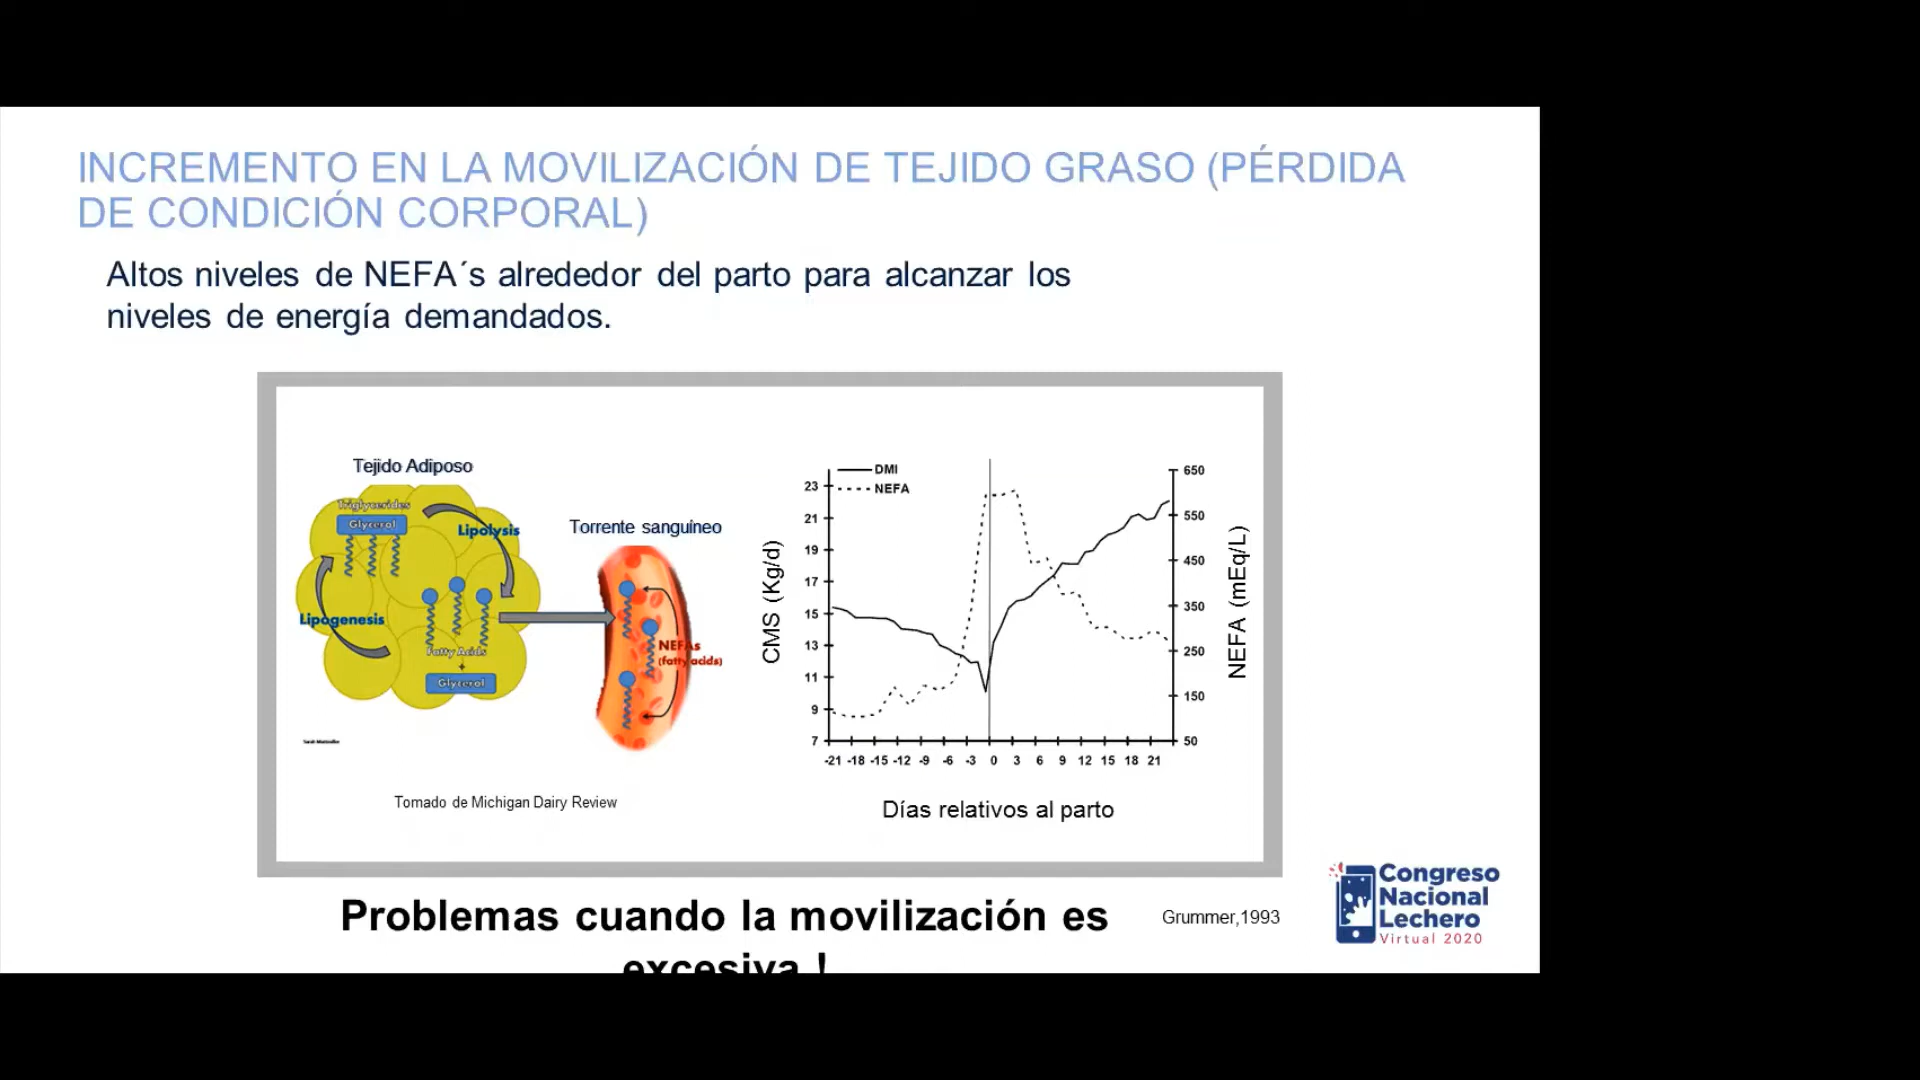 INCREMENTO EN LA MOVILIZACIÓN DE TEJIDO GRASO (PÉRDIDA
DE CONDICIÓN CORPORAL)
Altos niveles de NEFA´s alrededor del parto para alcanzar los
niveles de energía demandados.
Tejido Adiposo
Triglycerides
Glycerol
Lipolysis
Lipogenesis
Fatty Acids
+
Glycerol
Torrente sanguíneo
NEFAs
(fatty acids)
Tomado de Michigan Dairy Review
DMI
NEFA
CMS (Kg/d)
23
21
19
17
15
13
11
9
7
650
550
450
350
250
150
50
NEFA (mEq/L)
-21 -18 -15 -12 -9 -6 -3 0 3 6 9 12 15 18 21
Días relativos al parto
Problemas cuando la movilización es
excesiva !
Grummer,1993
Congreso
Nacional
Lechero
Virtual 2020